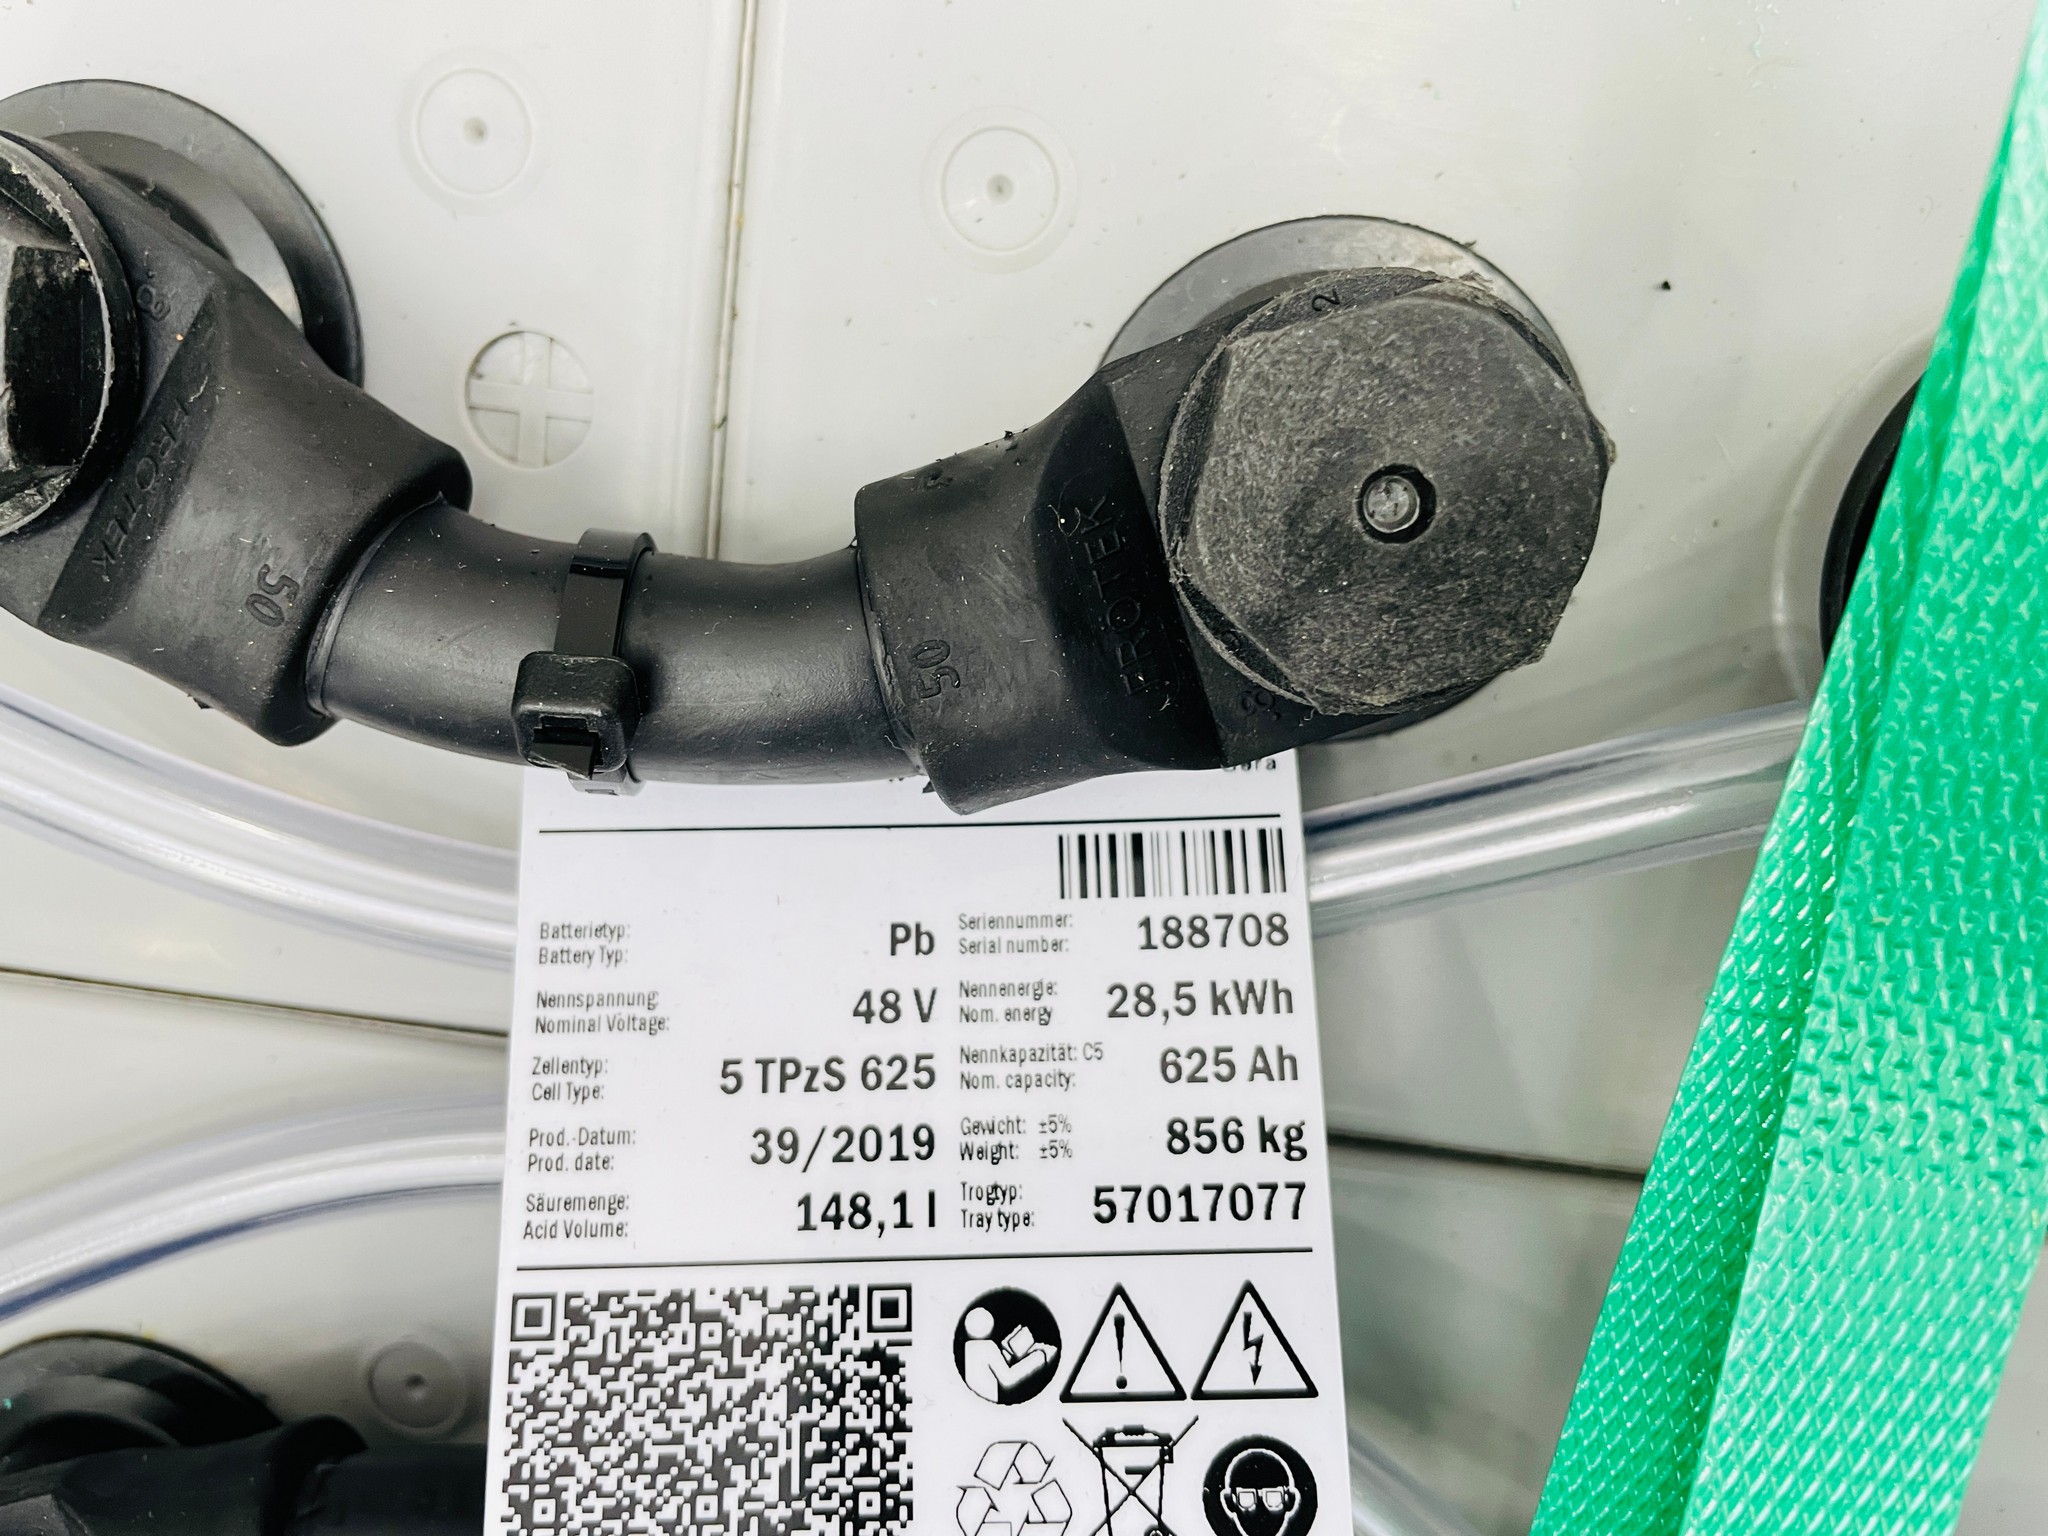 HROTEK
50
50
2
Batterietyp:
Battery Typ:
Pb
Seriennummer:
Serial number:
188708
Nennspannung:
Nominal Voltage:
48 V
Nennenergie:
Nom. energy
28,5 kWh
Zellentyp:
Cell Type:
5 TPzS 625
Nennkapazität: C5
Nom. capacity:
625 Ah
Prod.-Datum:
Prod. date:
39/2019
Gewicht: ±5%
Weight: ±5%
856 kg
Säuremenge:
Acid Volume:
148,1 l
Trogtyp:
Tray type:
57017077